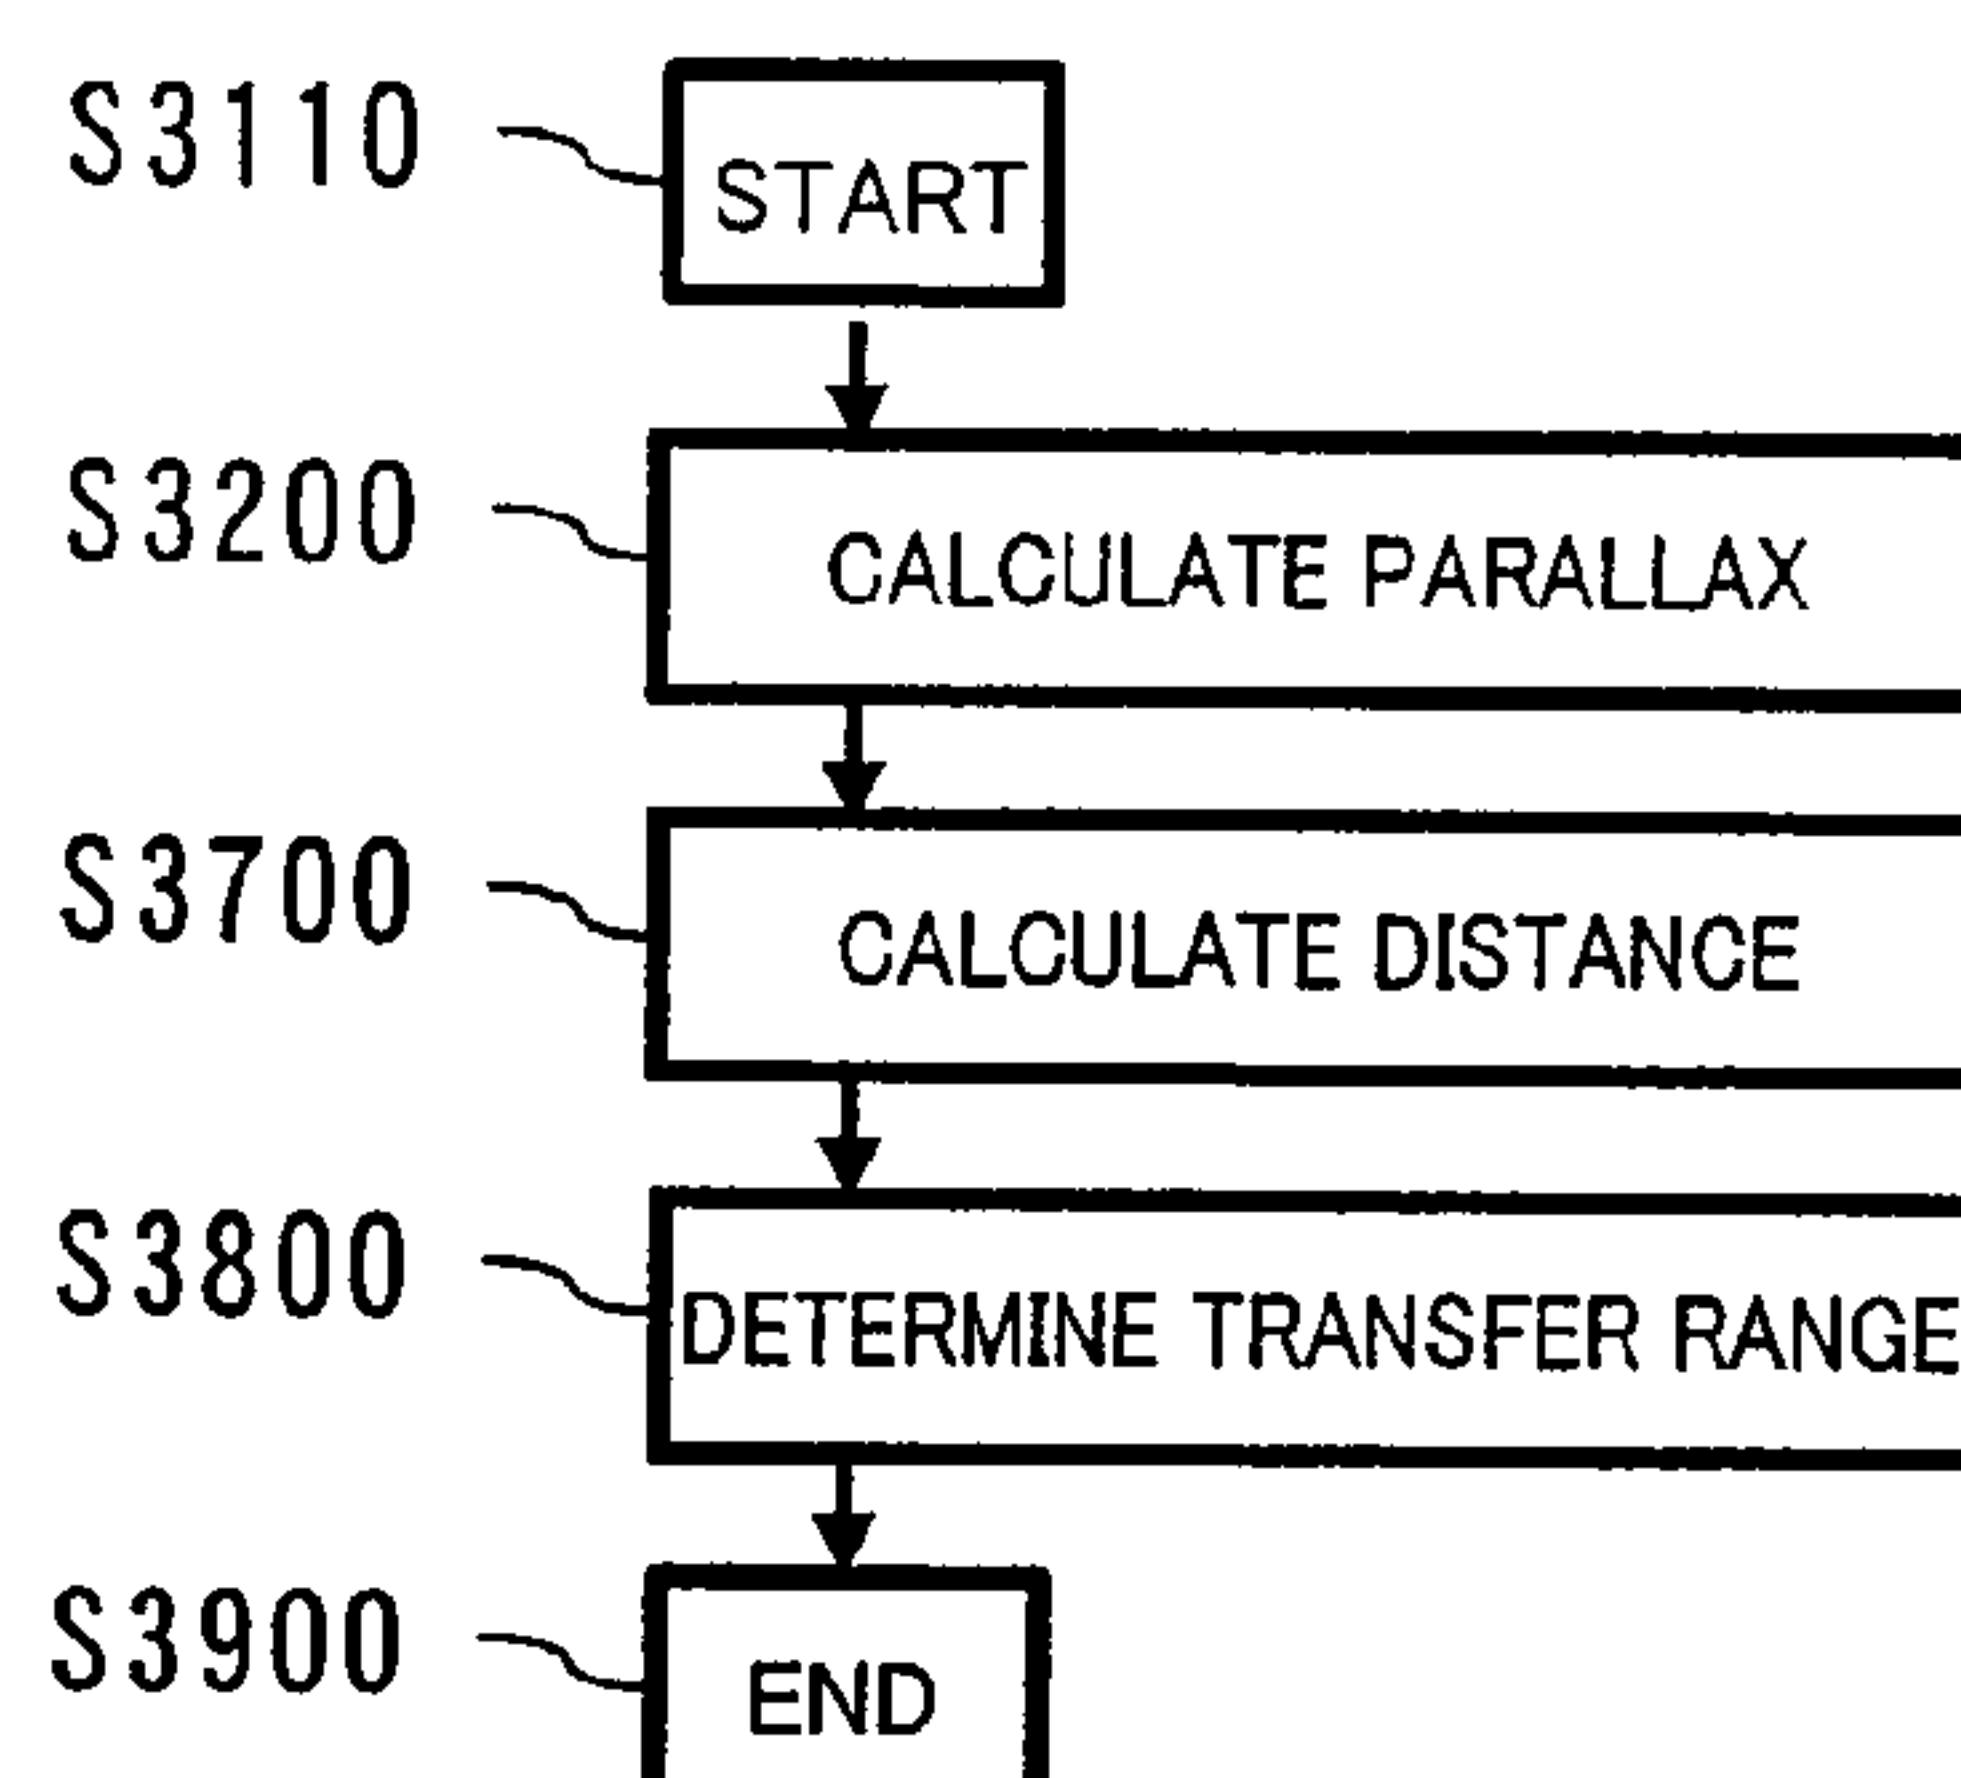 S3110
START
S3200
CALCULATE PARALLAX
S3700
CALCULATE DISTANCE
S3800
DETERMINE TRANSFER RANGE
S3900
END